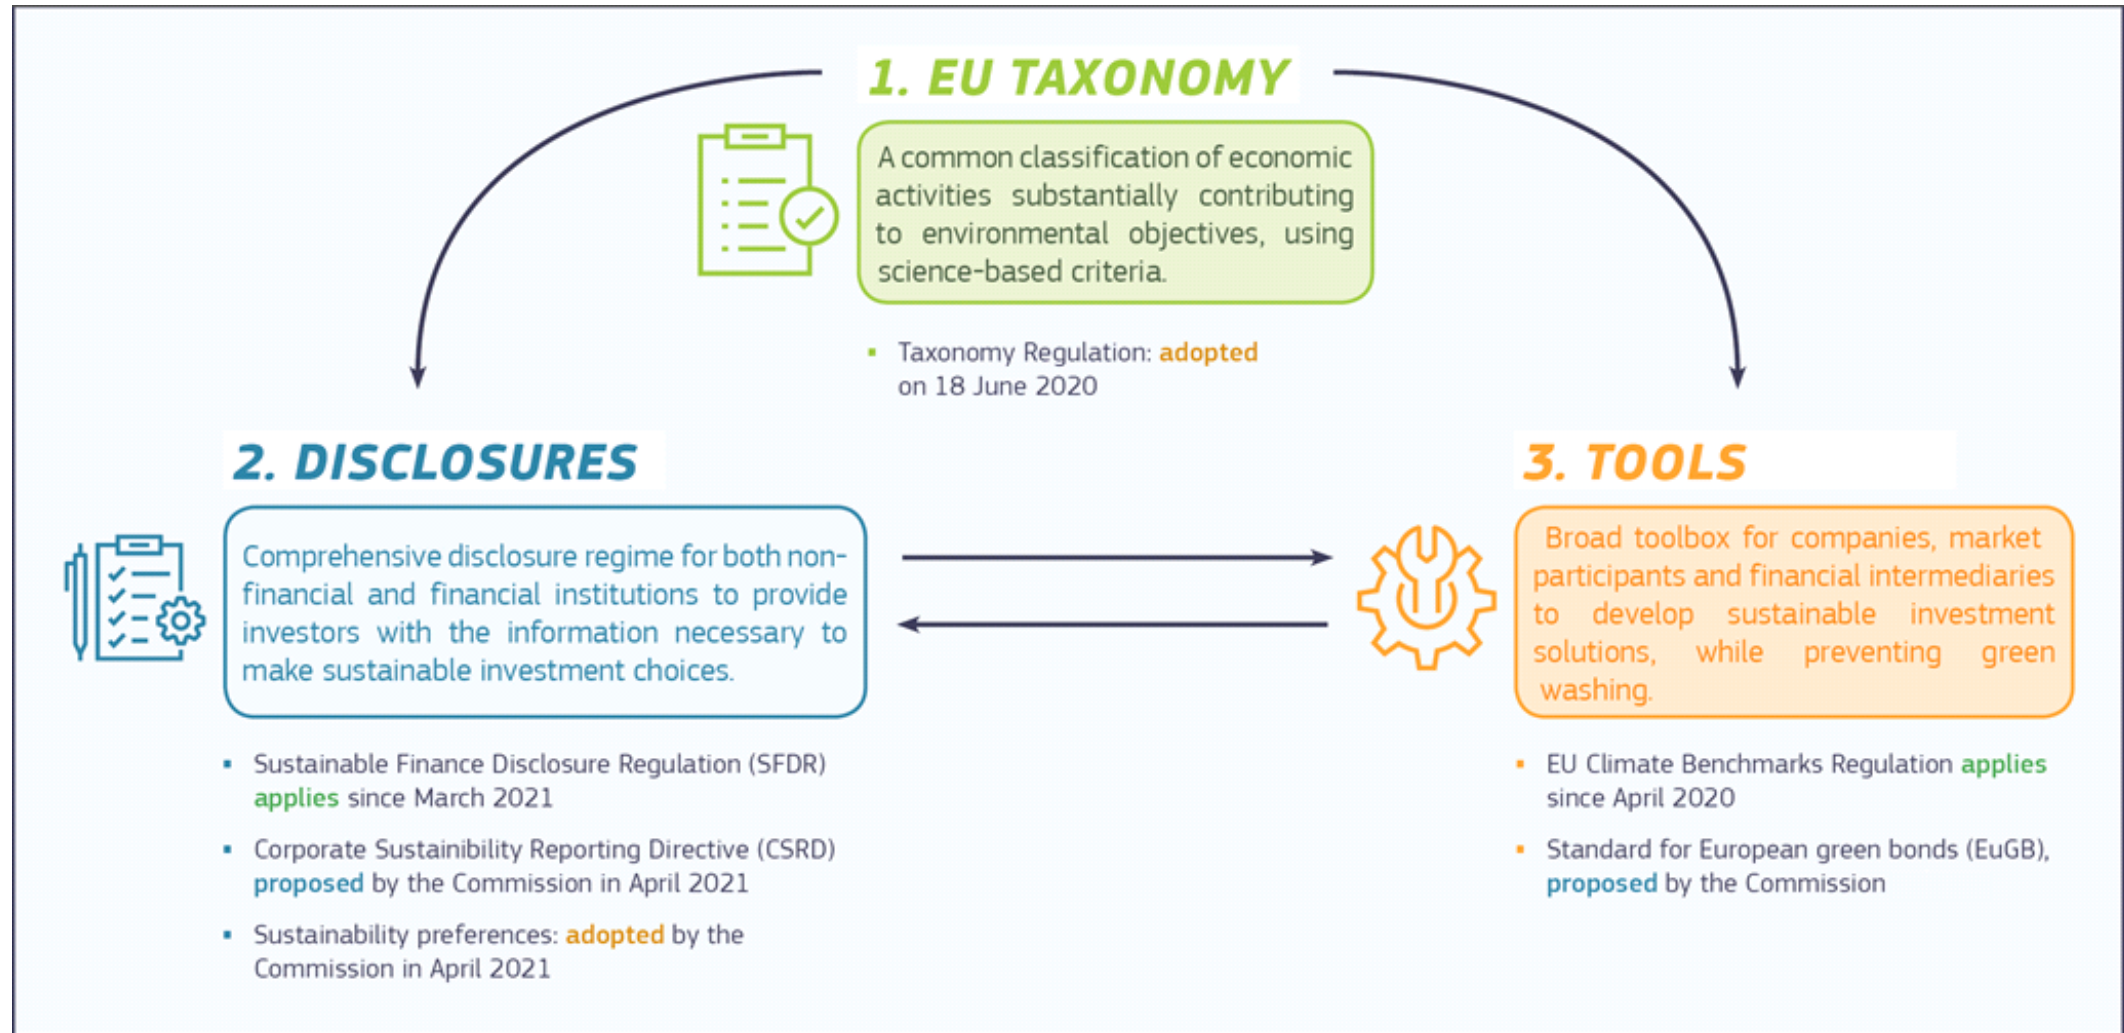 1. EU TAXONOMY
A common classification of economic
activities substantially contributing
to environmental objectives, using
science-based criteria.
▪ Taxonomy Regulation: adopted
on 18 June 2020
2. DISCLOSURES
Comprehensive disclosure regime for both non-
financial and financial institutions to provide
investors with the information necessary to
make sustainable investment choices.
▪ Sustainable Finance Disclosure Regulation (SFDR)
applies since March 2021
▪ Corporate Sustainibility Reporting Directive (CSRD)
proposed by the Commission in April 2021
▪ Sustainability preferences: adopted by the
Commission in April 2021
3. TOOLS
Broad toolbox for companies, market
participants and financial intermediaries
to develop sustainable investment
solutions, while preventing green
washing.
▪ EU Climate Benchmarks Regulation applies
since April 2020
▪ Standard for European green bonds (EuGB),
proposed by the Commission